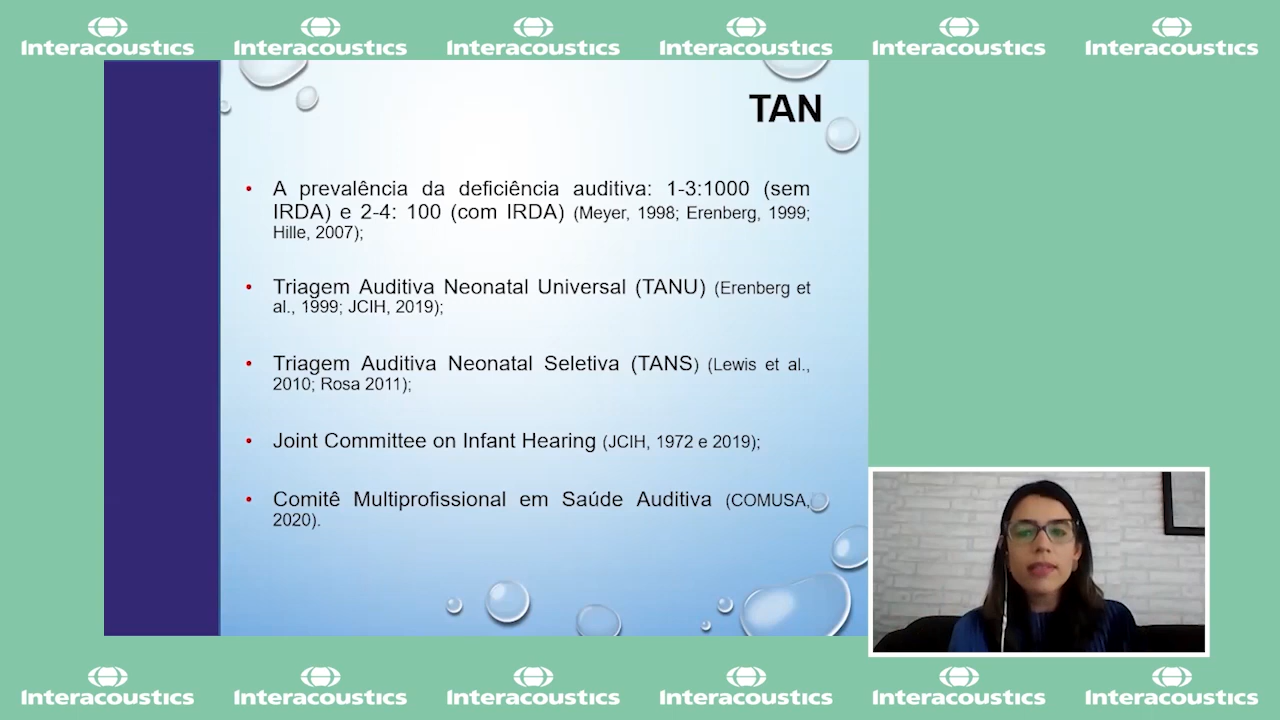 Interacoustics Interacoustics Interacoustics Interacoustics Interacoustics Interacoustics
TAN
• A prevalência da deficiência auditiva: 1-3:1000 (sem
IRDA) e 2-4: 100 (com IRDA) (Meyer, 1998; Erenberg, 1999;
Hille, 2007);
• Triagem Auditiva Neonatal Universal (TANU) (Erenberg et
al., 1999; JCIH, 2019);
• Triagem Auditiva Neonatal Seletiva (TANS) (Lewis et al.,
2010; Rosa 2011);
• Joint Committee on Infant Hearing (JCIH, 1972 e 2019);
• Comitê Multiprofissional em Saúde Auditiva (COMUSA,
2020).
Interacoustics Interacoustics Interacoustics Interacoustics Interacoustics Interacoustics